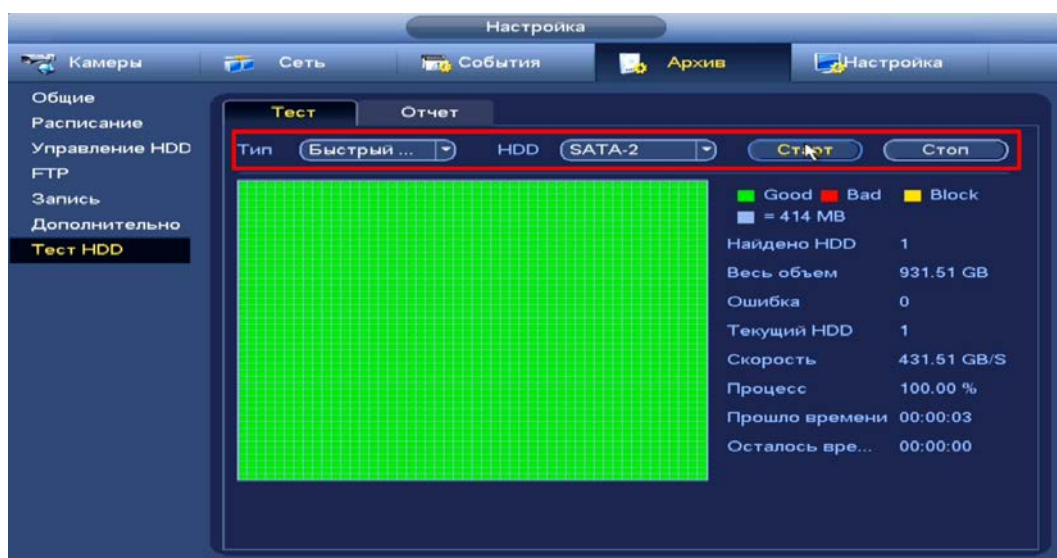 Настройка
Камеры Сеть События Архив Настройка
Общие
Расписание
Управление HDD
FTP
Запись
Дополнительно
Тест HDD
Тест Отчет
Тип Быстрый ... HDD SATA-2 Старт Стоп
Good Bad Block
= 414 MB
Найдено HDD 1
Весь объем 931.51 GB
Ошибка 0
Текущий HDD 1
Скорость 431.51 GB/S
Процесс 100.00 %
Прошло времени 00:00:03
Осталось вре... 00:00:00